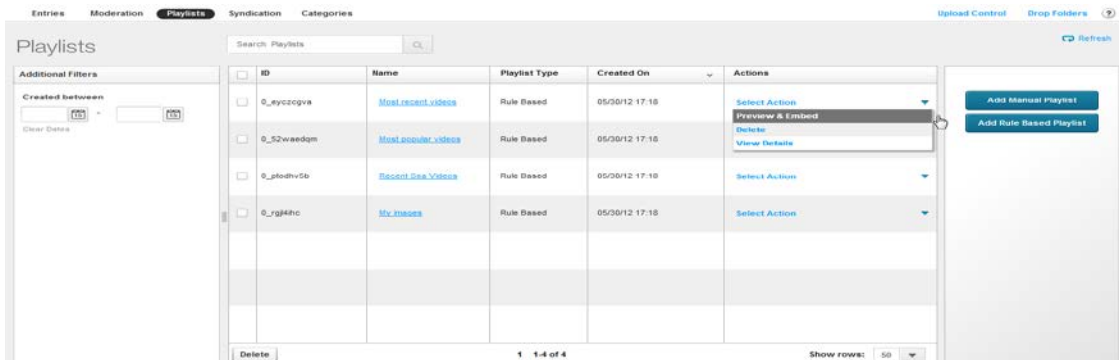 Entries Moderation Playlists Syndication Categories Upload Control Drop Folders ?
Playlists Search Playlists Refresh
Additional Filters ID Name Playlist Type Created On Actions
Created between
15 - 15
Clear Dates
0_eyczcgva Most recent videos Rule Based 05/30/12 17:18 Select Action
Preview & Embed
Delete
View Details
0_52waedqm Most popular videos Rule Based 05/30/12 17:18
Add Manual Playlist
Add Rule Based Playlist
0_ptodhv5b Recent Sea Videos Rule Based 05/30/12 17:18 Select Action
0_rgjl4ihc My Images Rule Based 05/30/12 17:18 Select Action
Delete 1 1-4 of 4 Show rows: 50